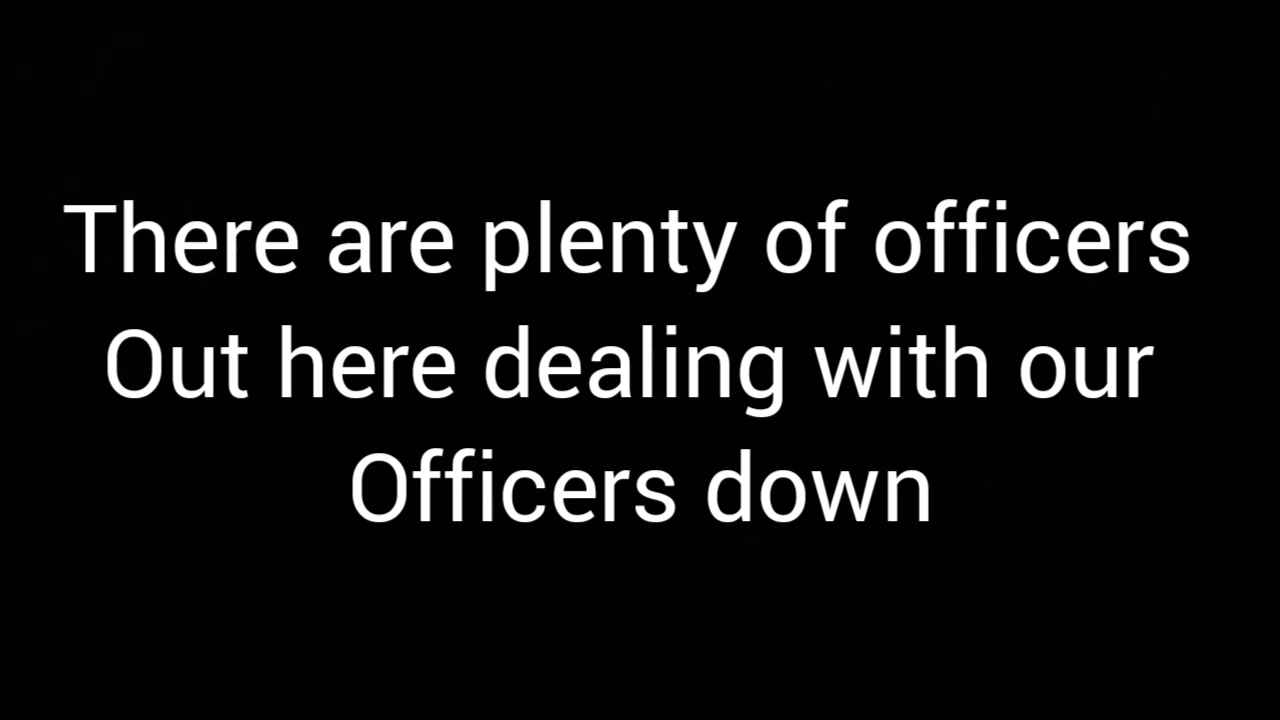 There are plenty of officers
Out here dealing with our
Officers down